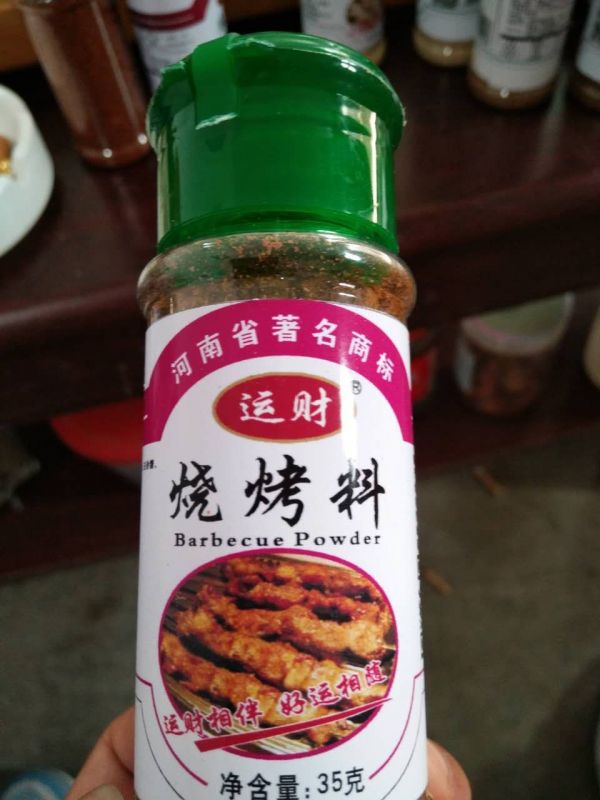 河南省著名商标
运财®
烧烤料
Barbecue Powder
运财相伴 好运相随
净含量:35克